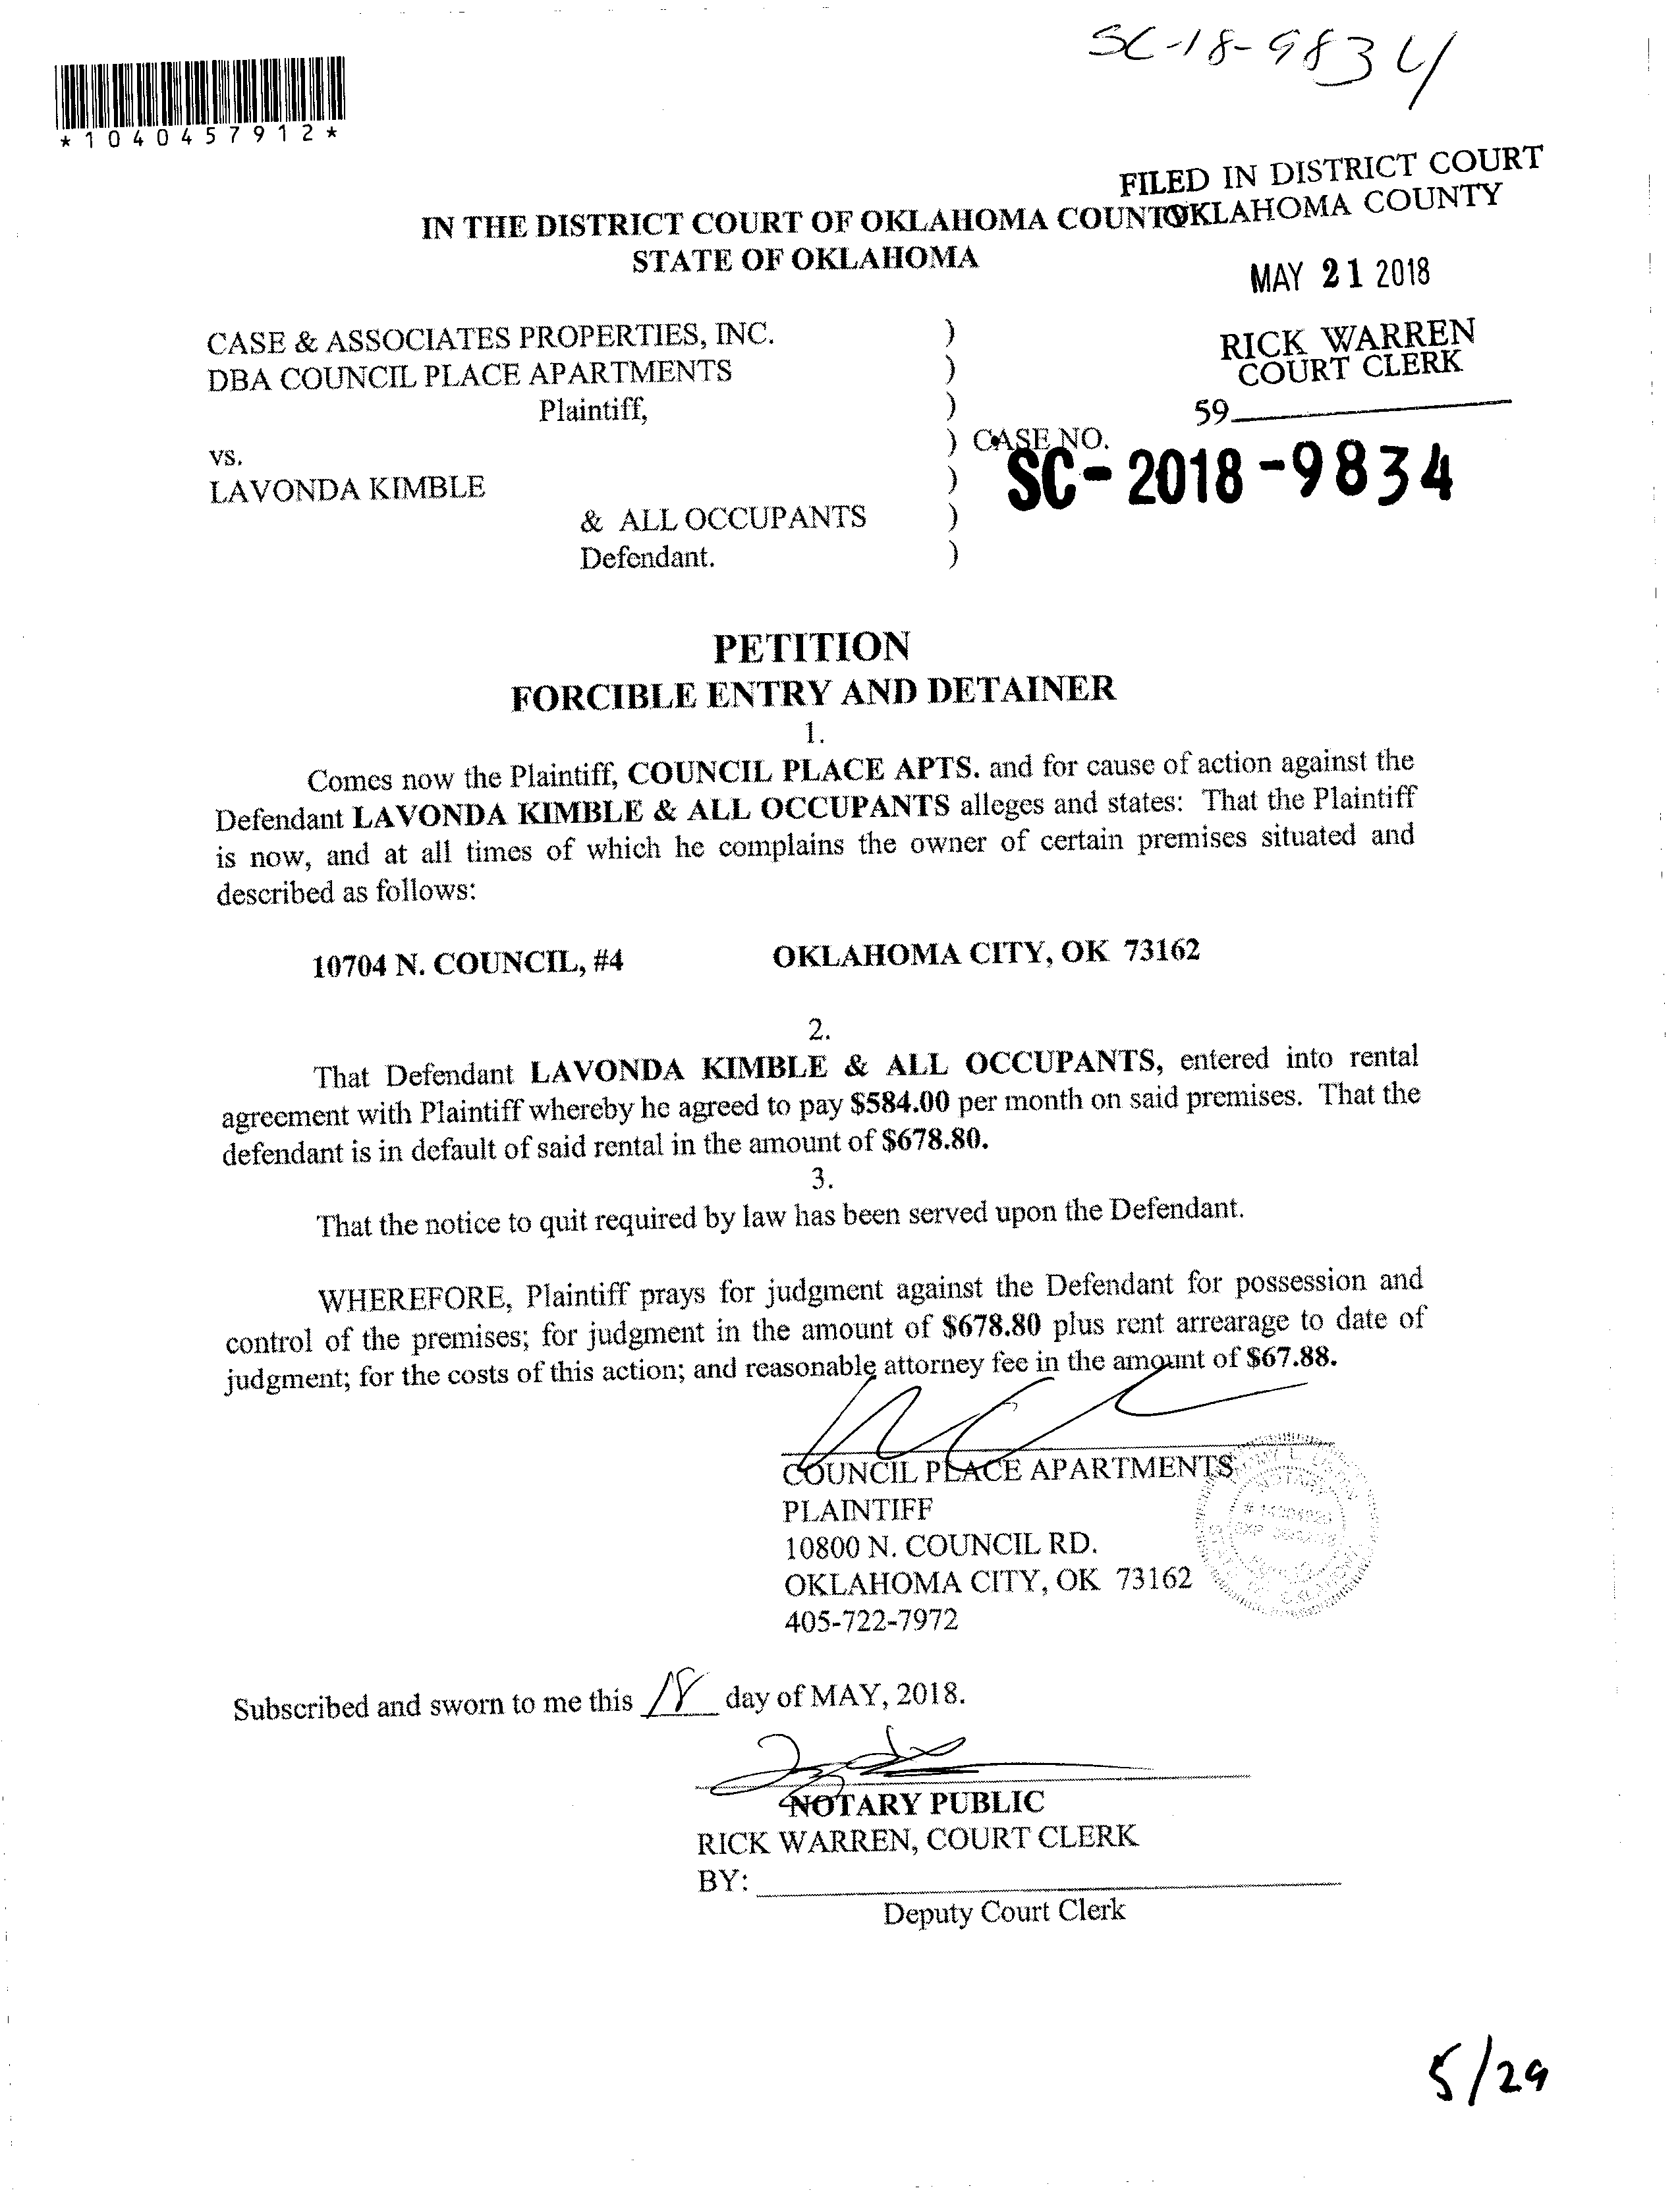 SC-18-9834
*1040457912*
FILED IN DISTRICT COURT
OKLAHOMA COUNTY
IN THE DISTRICT COURT OF OKLAHOMA COUNTY
STATE OF OKLAHOMA
MAY 21 2018
RICK WARREN
COURT CLERK
59
CASE & ASSOCIATES PROPERTIES, INC. )
DBA COUNCIL PLACE APARTMENTS )
Plaintiff, )
) CASE NO.
SC-2018-9834
vs.
LAVONDA KIMBLE )
& ALL OCCUPANTS )
Defendant. )
PETITION
FORCIBLE ENTRY AND DETAINER
1.
Comes now the Plaintiff, COUNCIL PLACE APTS. and for cause of action against the
Defendant LAVONDA KIMBLE & ALL OCCUPANTS alleges and states: That the Plaintiff
is now, and at all times of which he complains the owner of certain premises situated and
described as follows:
10704 N. COUNCIL, #4 OKLAHOMA CITY, OK 73162
2.
That Defendant LAVONDA KIMBLE & ALL OCCUPANTS, entered into rental
agreement with Plaintiff whereby he agreed to pay $584.00 per month on said premises. That the
defendant is in default of said rental in the amount of $678.80.
3.
That the notice to quit required by law has been served upon the Defendant.
WHEREFORE, Plaintiff prays for judgment against the Defendant for possession and
control of the premises; for judgment in the amount of $678.80 plus rent arrearage to date of
judgment; for the costs of this action; and reasonable attorney fee in the amount of $67.88.
COUNCIL PLACE APARTMENTS
PLAINTIFF
10800 N. COUNCIL RD.
OKLAHOMA CITY, OK 73162
405-722-7972
Subscribed and sworn to me this 18 day of MAY, 2018.
NOTARY PUBLIC
RICK WARREN, COURT CLERK
BY:
Deputy Court Clerk
5/29